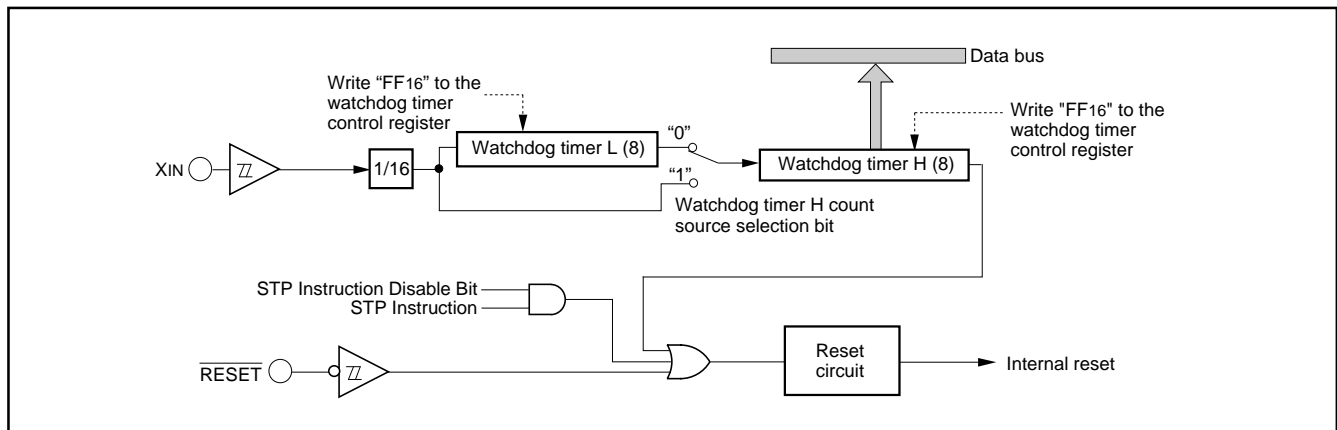 Data bus
Write “FF16” to the
watchdog timer
control register
Write "FF16" to the
watchdog timer
control register
“0”
Watchdog timer L (8)
Watchdog timer H (8)
XIN
1/16
“1”
Watchdog timer H count
source selection bit
STP Instruction Disable Bit
STP Instruction
Reset
circuit
Internal reset
RESET